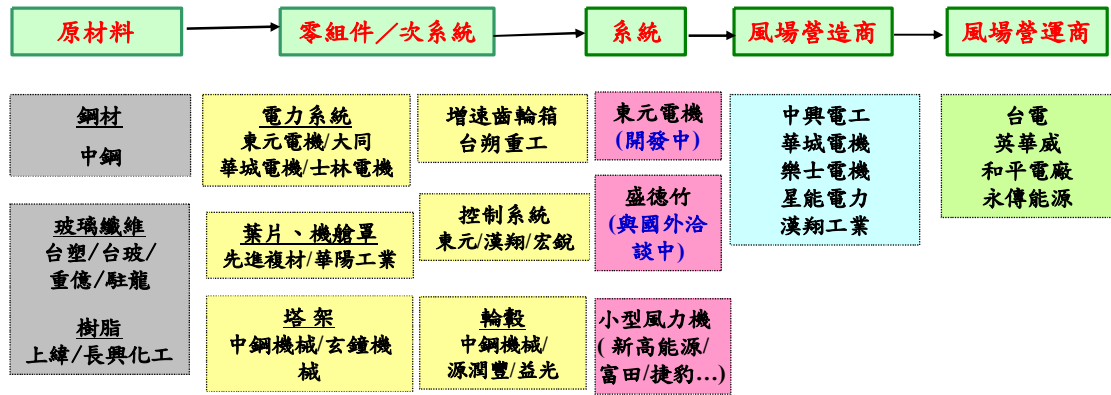 原材料
零組件／次系統
系統
風場營造商
風場營運商
鋼材
中鋼
玻璃纖維
台塑/台玻/
重億/駐龍
樹脂
上緯/長興化工
電力系統
東元電機/大同
華城電機/士林電機
葉片、機艙罩
先進複材/華陽工業
塔架
中鋼機械/玄鐘機
械
增速齒輪箱
台朔重工
控制系統
東元/漢翔/宏銳
輪轂
中鋼機械/
源潤豐/益光
東元電機
(開發中)
盛德竹
(與國外洽
談中)
小型風力機
( 新高能源/
富田/捷豹…)
中興電工
華城電機
樂士電機
星能電力
漢翔工業
台電
英華威
和平電廠
永傳能源